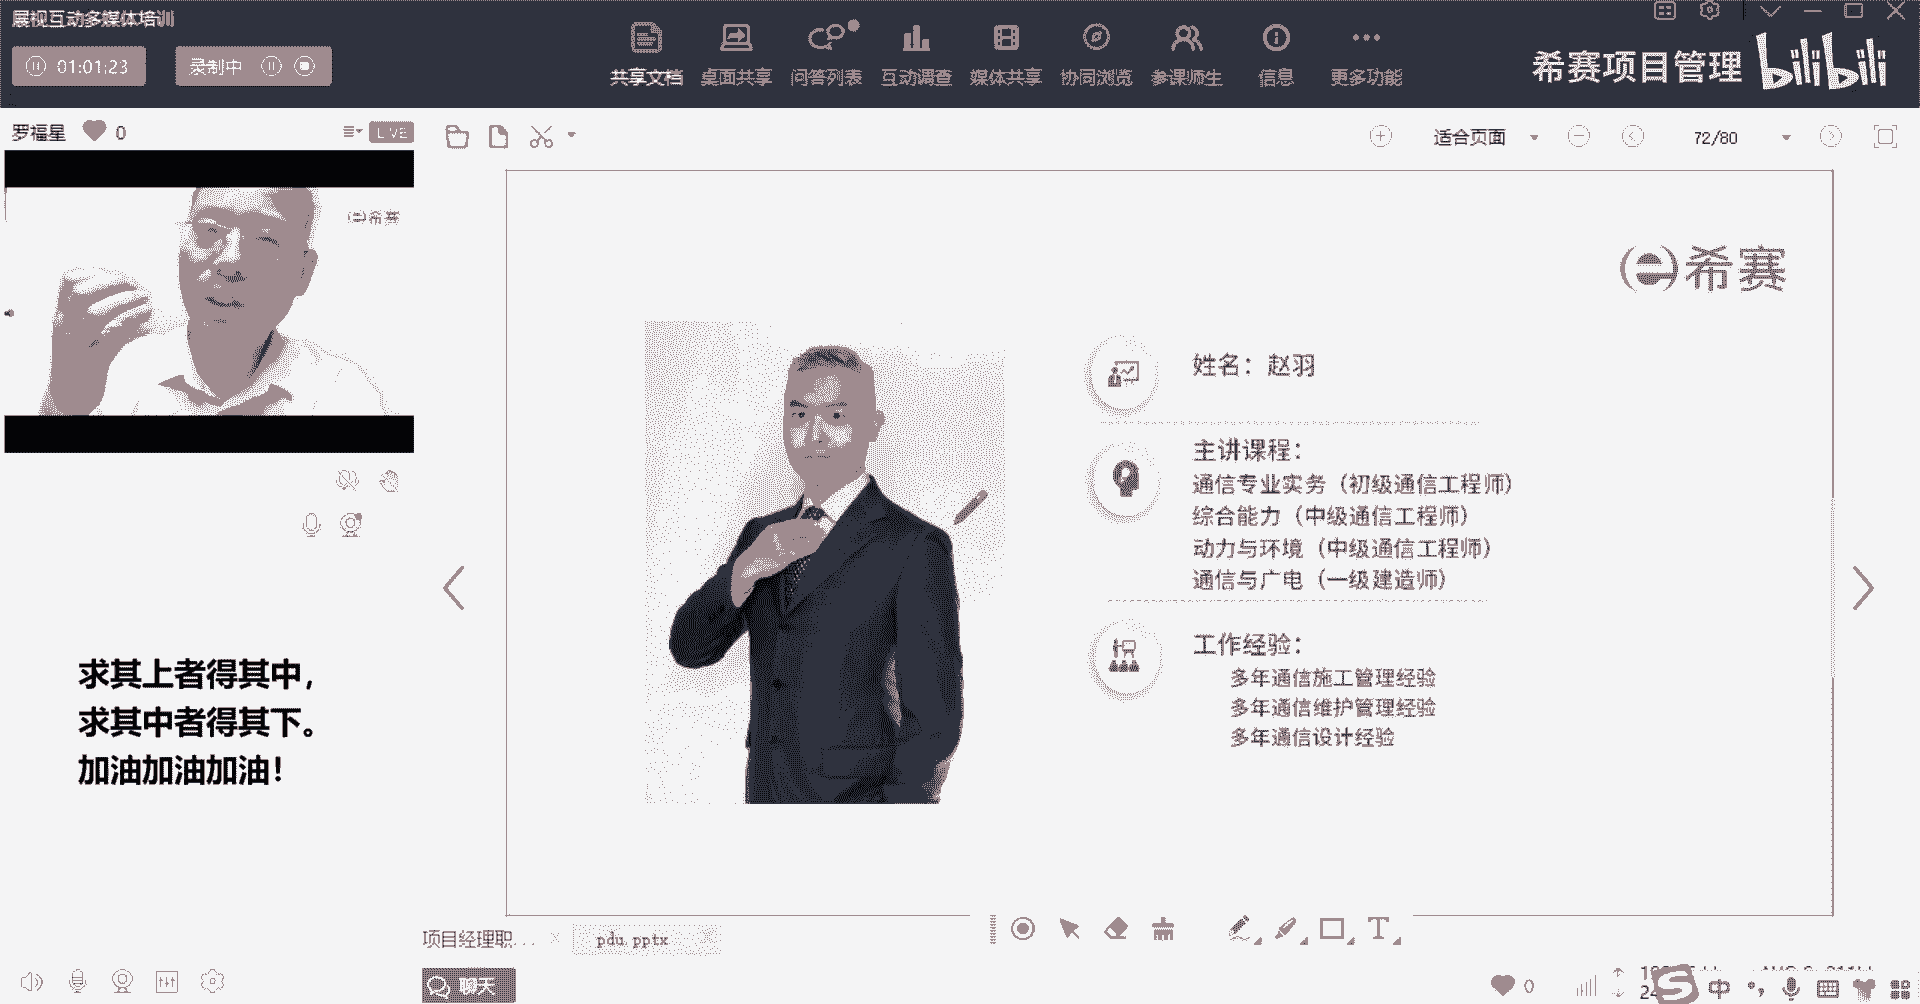 展视互动多媒体培训
01:01:23
录制中
共享文档
桌面共享
问答列表
互动调查
媒体共享
协同浏览
参课师生
信息
更多功能
希赛项目管理
bilibili
罗福星
0
LIVE
希赛
适合页面
72/80
希赛
姓名：赵羽
主讲课程：
通信专业实务（初级通信工程师）
综合能力（中级通信工程师）
动力与环境（中级通信工程师）
通信与广电（一级建造师）
工作经验：
多年通信施工管理经验
多年通信维护管理经验
多年通信设计经验
求其上者得其中，
求其中者得其下。
加油加油加油！
项目经理职...
pdu.pptx
聊天
0
中